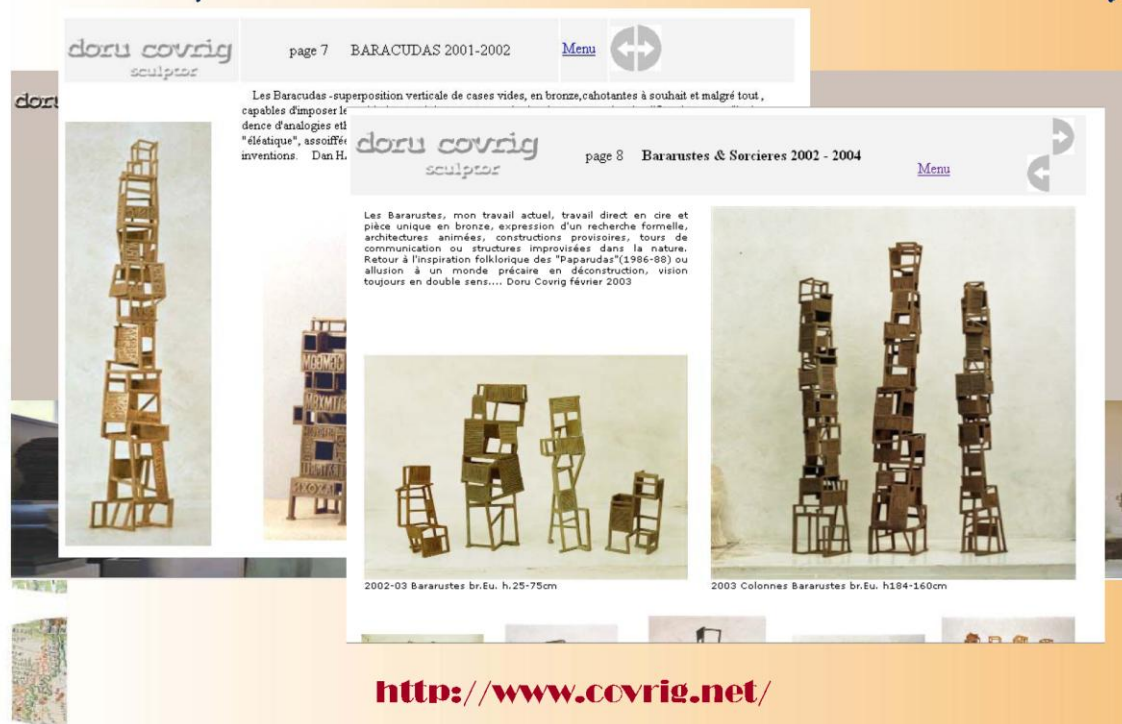 doru covrig
sculptor
page 7 BARACUDAS 2001-2002
Menu
Les Baracudas -superposition verticale de cases vides, en bronze,cahotantes à souhait et malgré tout ,
capables d'imposer le
dence d'analogies eth
"éléatique", assoiffée
inventions. Dan H.
doru covrig
sculptor
page 8 Bararustes & Sorcieres 2002 - 2004
Menu
Les Bararustes, mon travail actuel, travail direct en cire et
pièce unique en bronze, expression d'un recherche formelle,
architectures animées, constructions provisoires, tours de
communication ou structures improvisées dans la nature.
Retour à l'inspiration folklorique des "Paparudas"(1986-88) ou
allusion à un monde précaire en déconstruction, vision
toujours en double sens.... Doru Covrig février 2003
2002-03 Bararustes br.Eu. h.25-75cm
2003 Colonnes Bararustes br.Eu. h184-160cm
http://www.covrig.net/